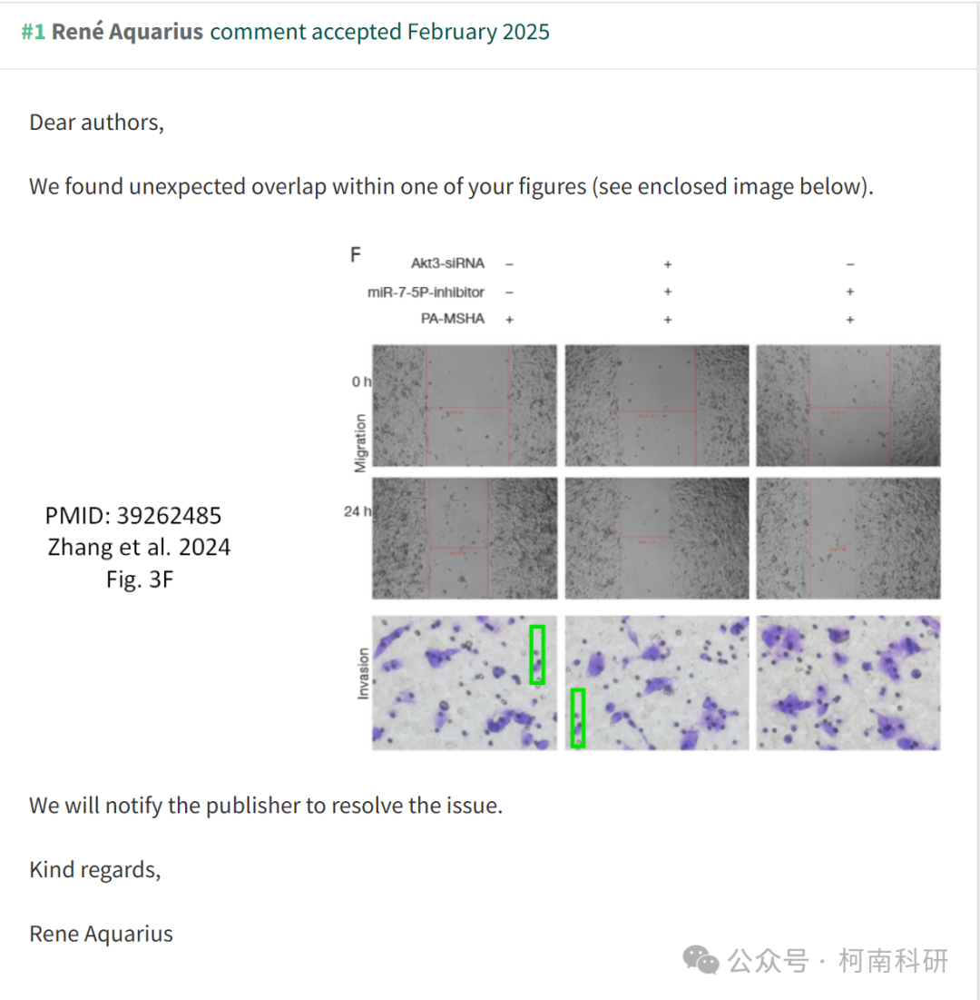 #1 René Aquarius comment accepted February 2025
Dear authors,
We found unexpected overlap within one of your figures (see enclosed image below).
F
Akt3-siRNA – + –
miR-7-5P-inhibitor – + +
PA-MSHA + + +
0 h
Migration
24 h
PMID: 39262485
Zhang et al. 2024
Fig. 3F
Invasion
We will notify the publisher to resolve the issue.
Kind regards,
Rene Aquarius
公众号 · 柯南科研